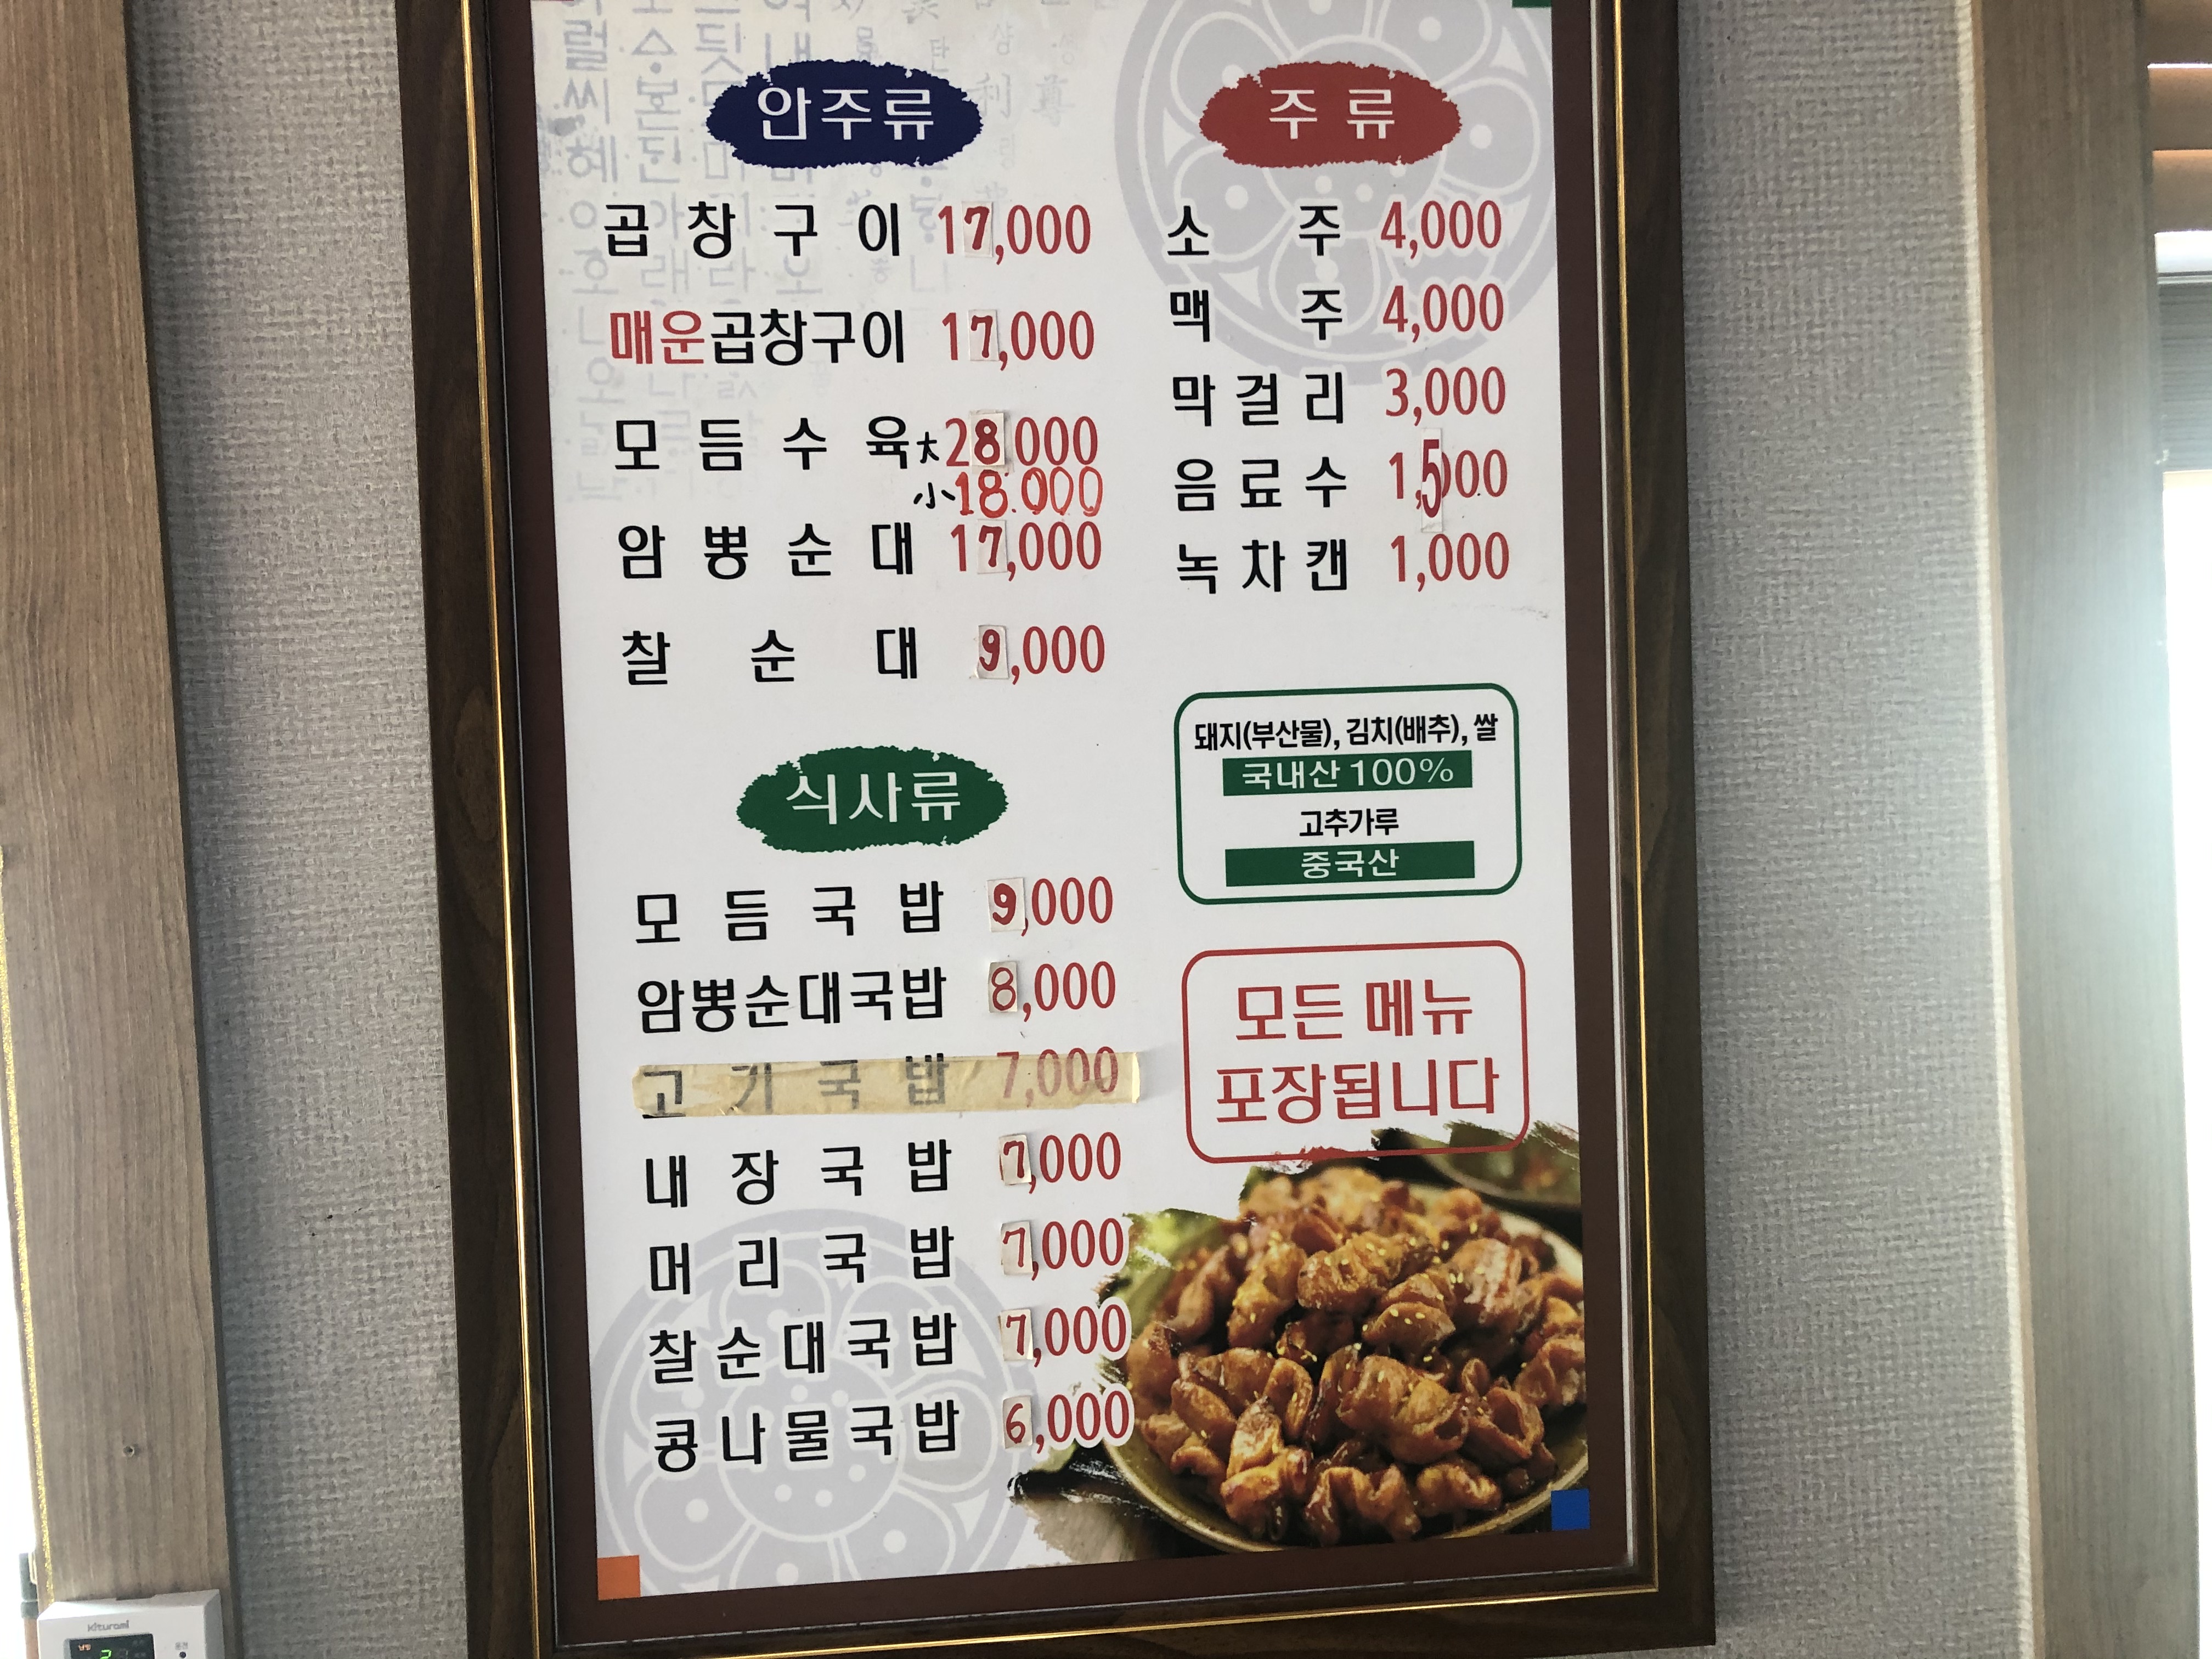 안주류
곱창구이 17,000
매운곱창구이 17,000
모듬수육 大 28,000
小 18.000
암뽕순대 17,000
찰순대 9,000
식사류
모듬국밥 9,000
암뽕순대국밥 8,000
고기국밥 7,000
내장국밥 7,000
머리국밥 7,000
찰순대국밥 7,000
콩나물국밥 6,000
주류
소주 4,000
맥주 4,000
막걸리 3,000
음료수 1,500
녹차캔 1,000
돼지(부산물), 김치(배추), 쌀
국내산 100%
고추가루
중국산
모든 메뉴
포장됩니다
Kiturami